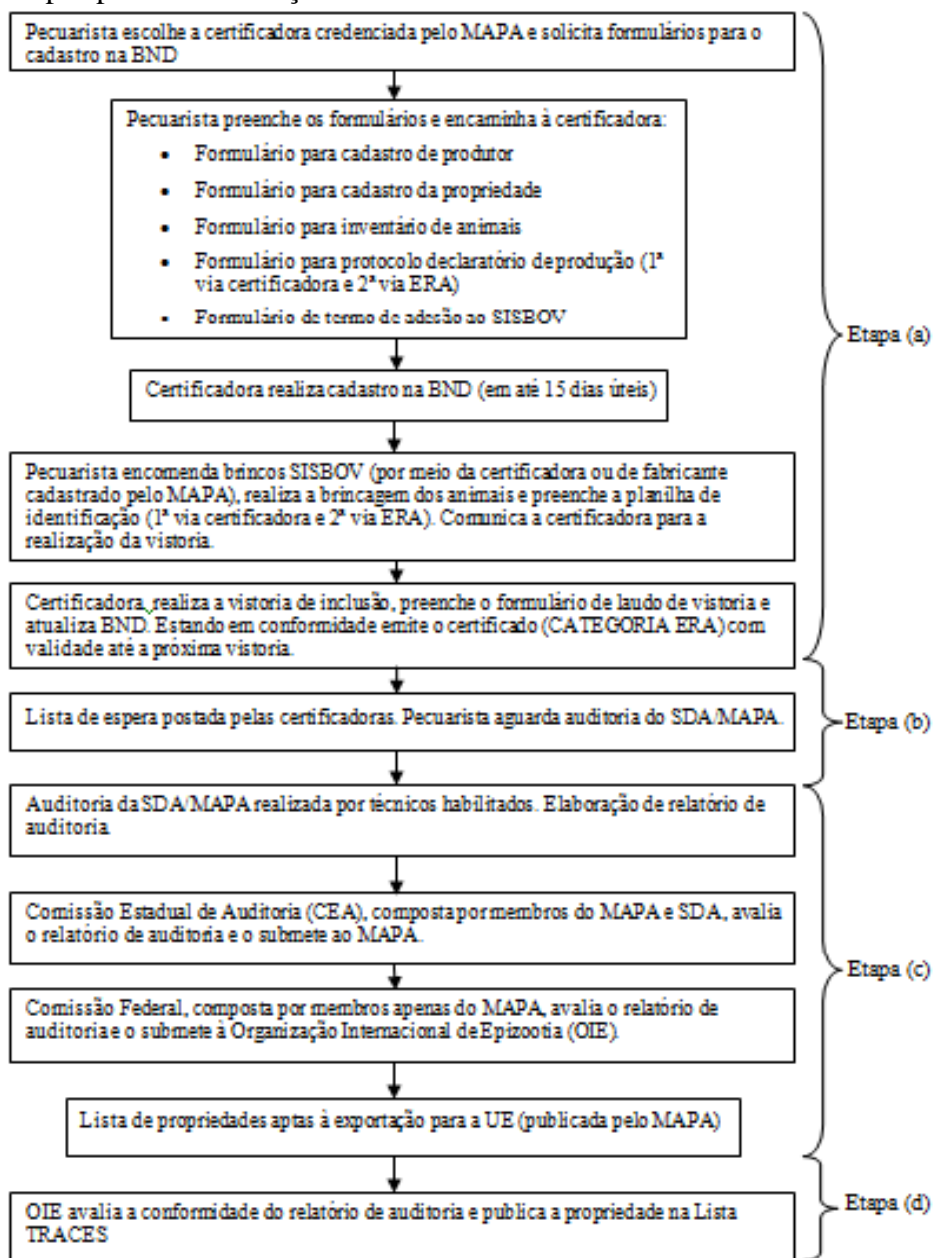 Pecuarista escolhe a certificadora credenciada pelo MAPA e solicita formulários para o
cadastro na BND
Pecuarista preenche os formulários e encaminha à certificadora:
• Formulário para cadastro de produtor
• Formulário para cadastro da propriedade
• Formulário para inventário de animais
• Formulário para protocolo declaratório de produção (1ª
via certificadora e 2ª via ERA)
• Formulário de termo de adesão ao SISBOV
Etapa (a)
Certificadora realiza cadastro na BND (em até 15 dias úteis)
Pecuarista encomenda brincos SISBOV (por meio da certificadora ou de fabricante
cadastrado pelo MAPA), realiza a brincagem dos animais e preenche a planilha de
identificação (1ª via certificadora e 2ª via ERA). Comunica a certificadora para a
realização da vistoria.
Certificadora realiza a vistoria de inclusão, preenche o formulário de laudo de vistoria e
atualiza BND. Estando em conformidade emite o certificado (CATEGORIA ERA) com
validade até a próxima vistoria.
Lista de espera postada pelas certificadoras. Pecuarista aguarda auditoria do SDA/MAPA.
Etapa (b)
Auditoria da SDA/MAPA realizada por técnicos habilitados. Elaboração de relatório de
auditoria.
Comissão Estadual de Auditoria (CEA), composta por membros do MAPA e SDA, avalia
o relatório de auditoria e o submete ao MAPA.
Etapa (c)
Comissão Federal, composta por membros apenas do MAPA, avalia o relatório de
auditoria e o submete à Organização Internacional de Epizootia (OIE).
Lista de propriedades aptas à exportação para a UE (publicada pelo MAPA)
OIE avalia a conformidade do relatório de auditoria e publica a propriedade na Lista
TRACES
Etapa (d)